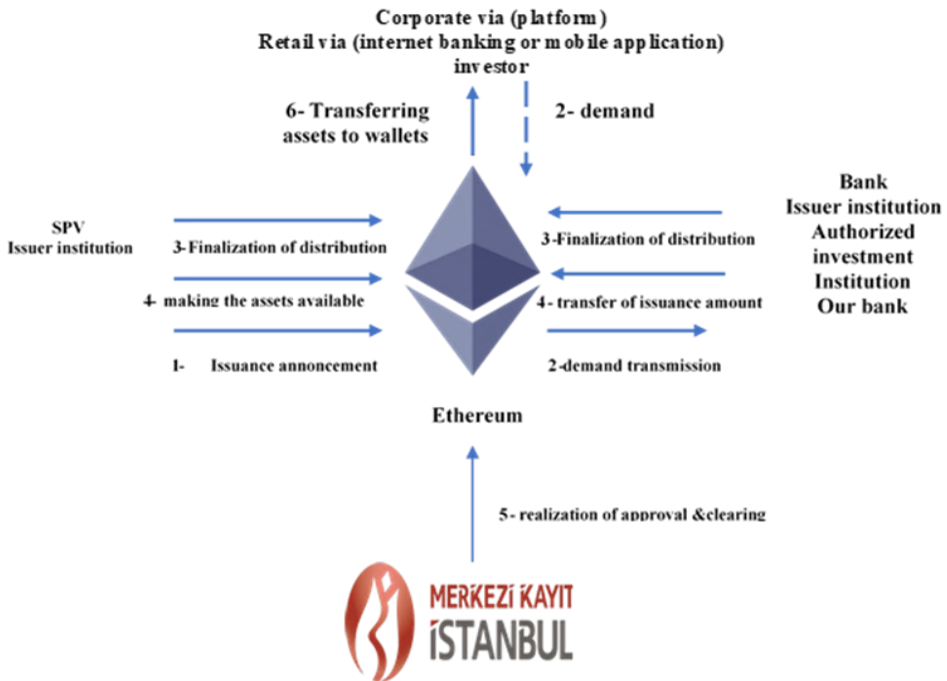 Corporate via (platform)
Retail via (internet banking or mobile application)
investor
6- Transferring
assets to wallets
2- demand
SPV
Issuer institution
3-Finalization of distribution
4- making the assets available
1- Issuance annoncement
Bank
Issuer institution
Authorized
investment
Institution
Our bank
3-Finalization of distribution
4- transfer of issuance amount
2-demand transmission
Ethereum
5- realization of approval &clearing
MERKEZİ KAYIT
İSTANBUL